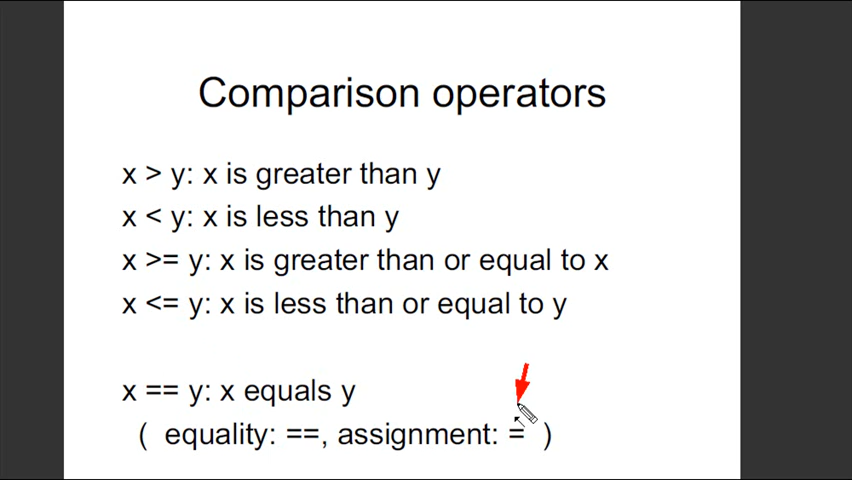 Comparison operators
x > y: x is greater than y
x < y: x is less than y
x >= y: x is greater than or equal to x
x <= y: x is less than or equal to y
x == y: x equals y
( equality: ==, assignment: = )